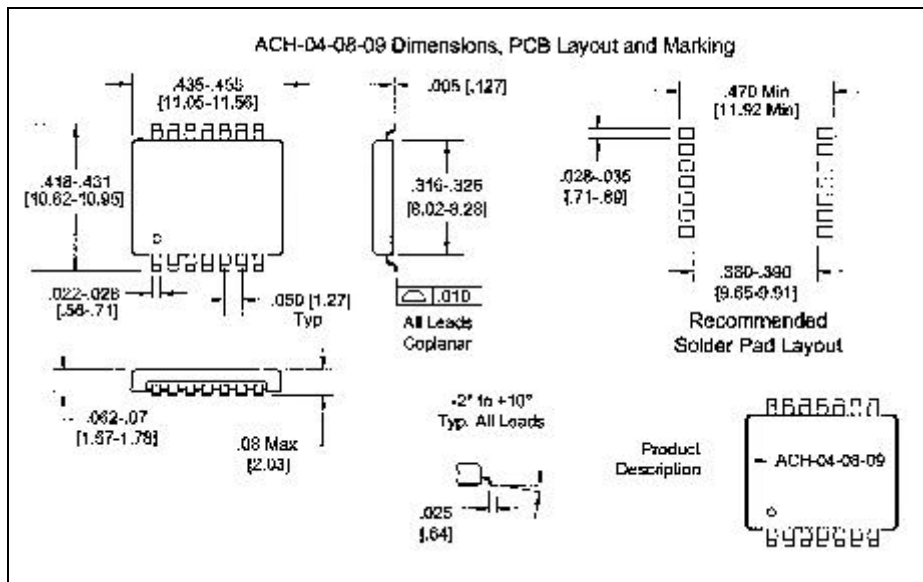 ACH-04-08-09 Dimensions, PCB Layout and Marking
.435-.455
[11.05-11.56]
.005 [.127]
.470 Min
[11.92 Min]
.418-.431
[10.62-10.95]
.316-.326
[8.02-8.28]
.028-.035
[.71-.89]
.022-.028
[.56-.71]
.050 [1.27]
Typ
.010
All Leads
Coplanar
.380-.390
[9.65-9.91]
Recommended
Solder Pad Layout
.062-.07
[1.57-1.78]
.08 Max
[2.03]
-2° to +10°
Typ. All Leads
.025
[.64]
Product
Description
ACH-04-08-09